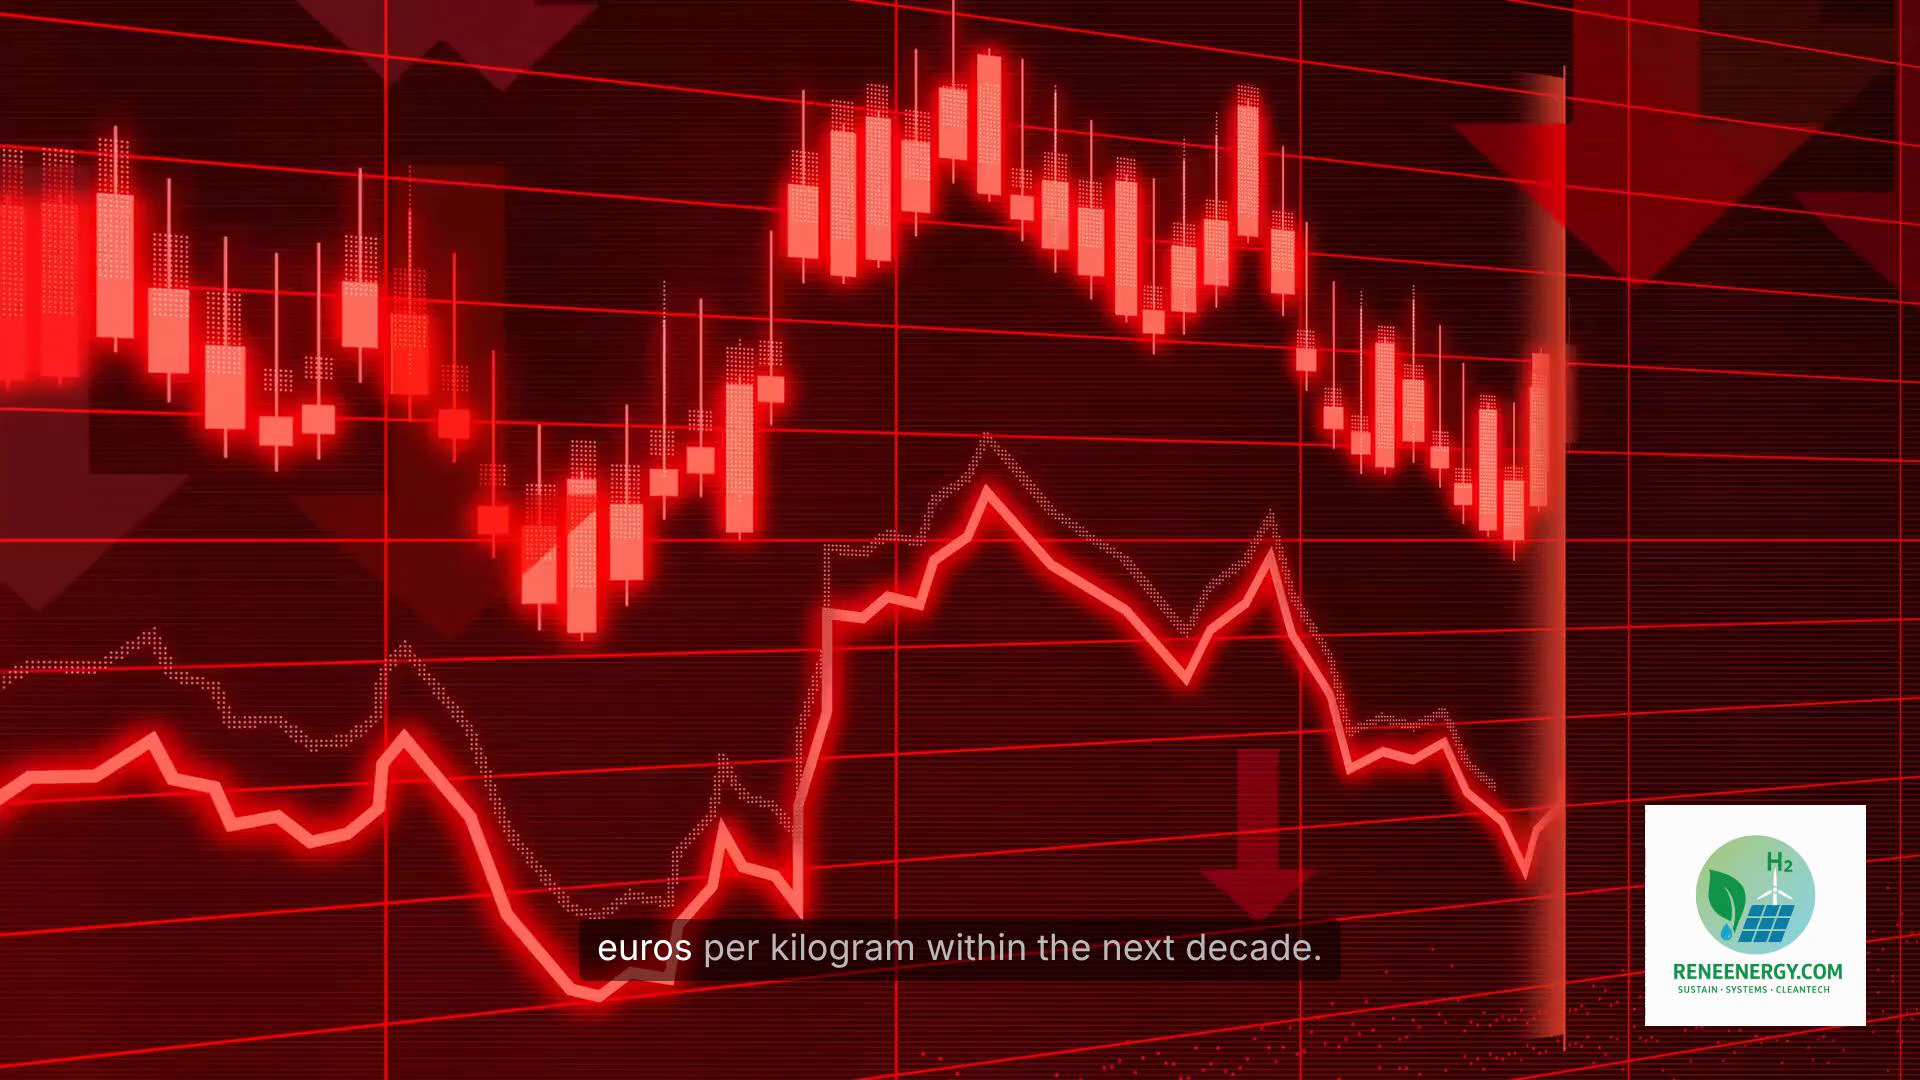 euros per kilogram within the next decade.
H₂
RENEENERGY.COM
SUSTAIN · SYSTEMS · CLEANTECH